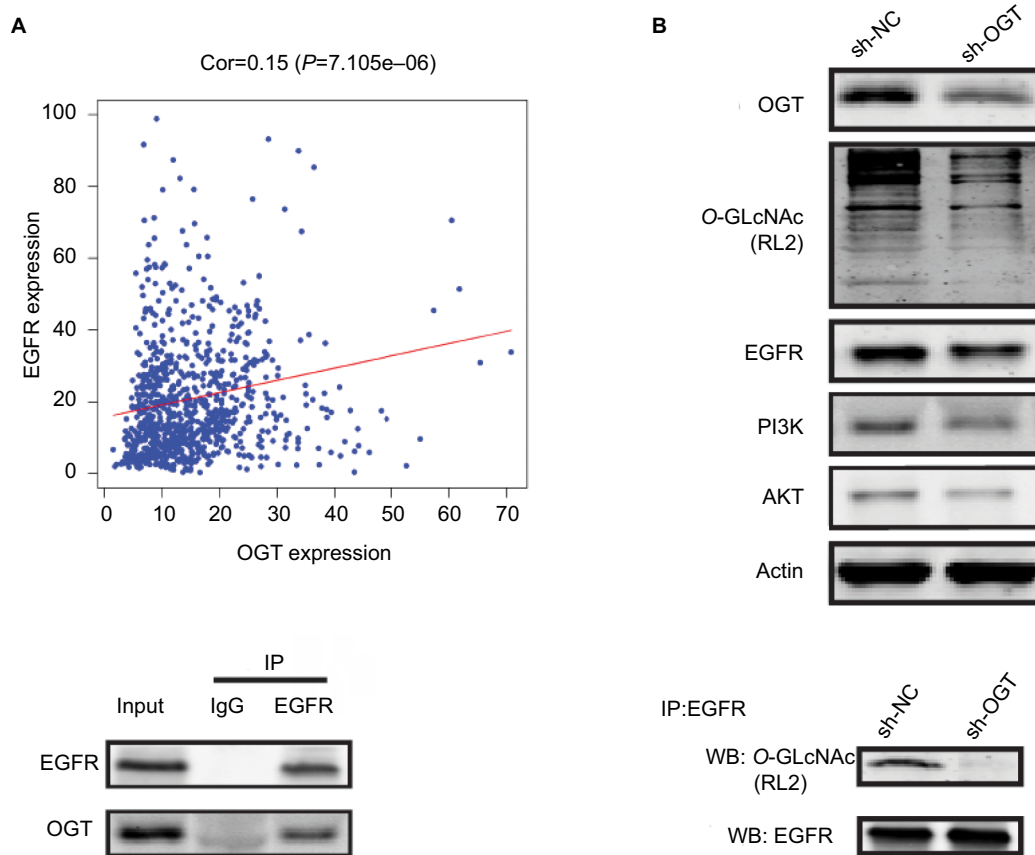 A
Cor=0.15 (P=7.105e–06)
EGFR expression
100
80
60
40
20
0
0 10 20 30 40 50 60 70
OGT expression
B
sh-NC sh-OGT
OGT
O-GLcNAc
(RL2)
EGFR
PI3K
AKT
Actin
IP
Input IgG EGFR
EGFR
OGT
IP:EGFR
sh-NC sh-OGT
WB: O-GLcNAc
(RL2)
WB: EGFR